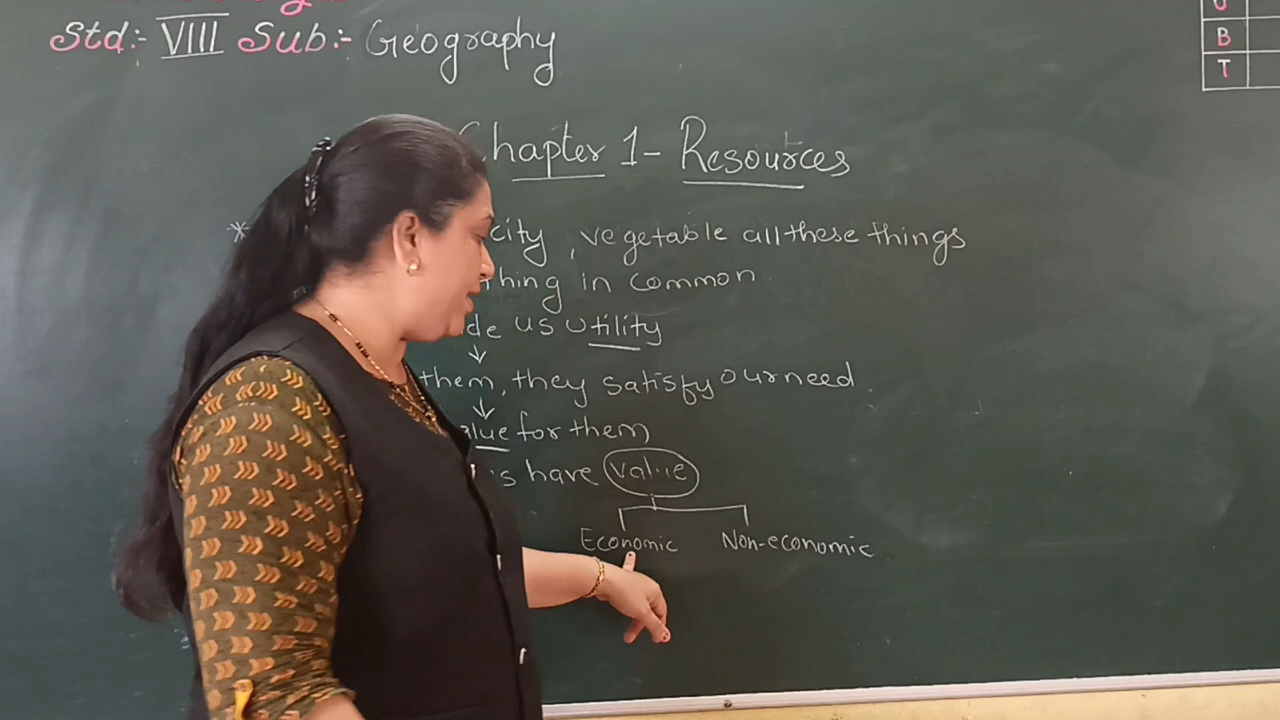 Std:- VIII Sub:- Geography
Chapter 1- Resources
* city, vegetable all these things
thing in common
de us utility
↓
them, they satisfy our need.
↓
alue for them
s have value
Economic Non-economic
B
T